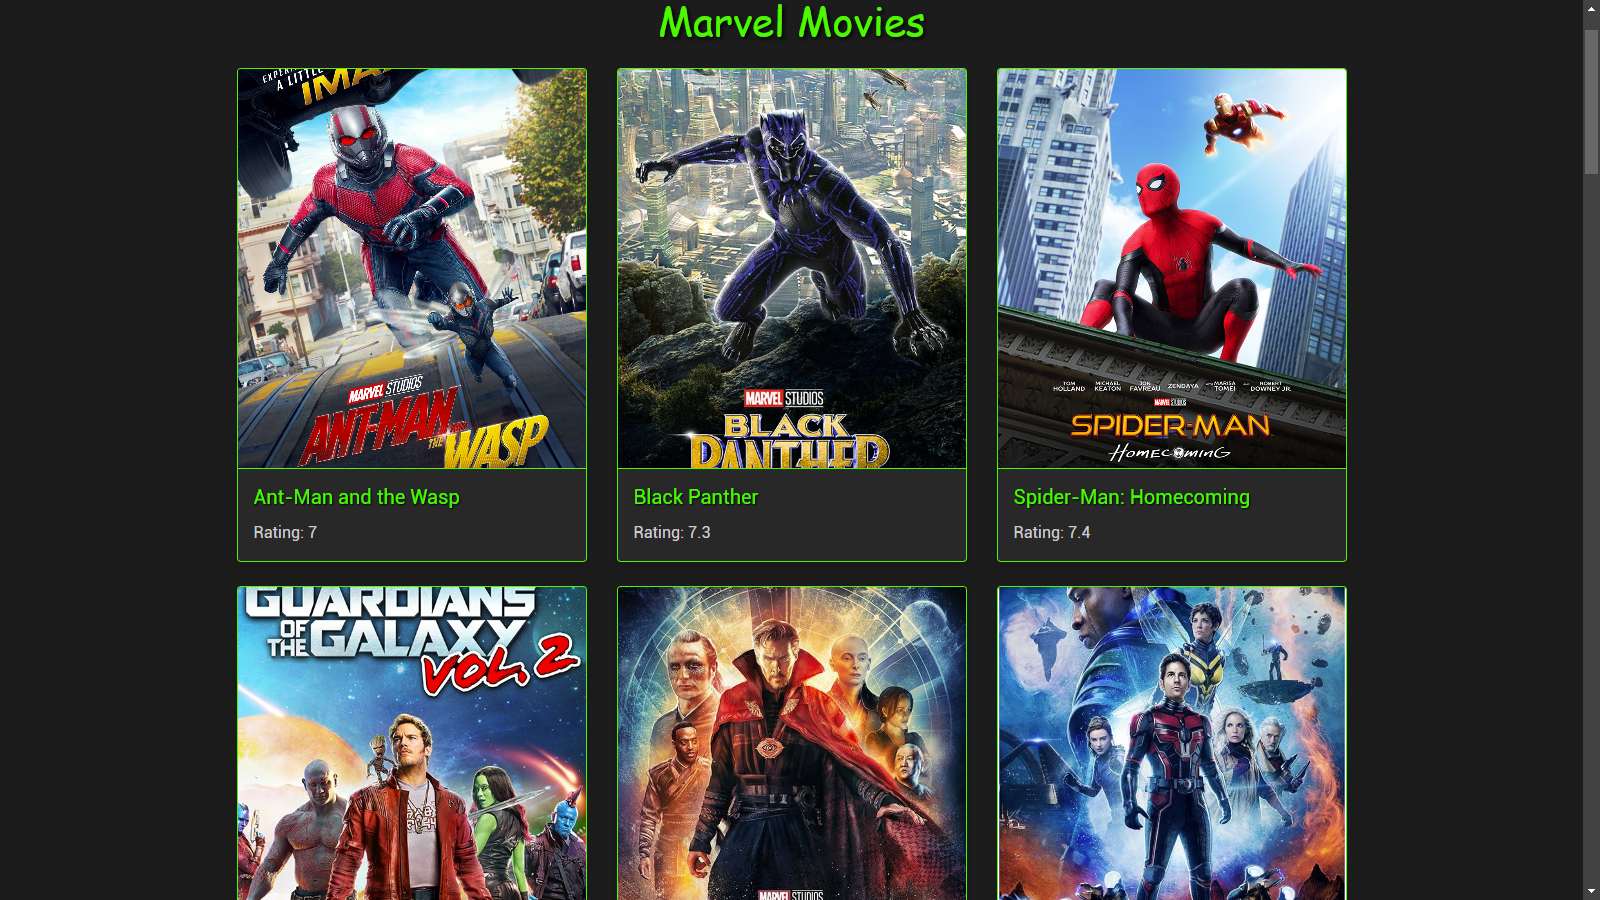 Marvel Movies
A LITTLE
IMA
MARVEL STUDIOS
ANT-MAN
AND
THE WASP
MARVEL STUDIOS
BLACK
PANTHER
TOM HOLLAND MICHAEL KEATON JON FAVREAU ZENDAYA MARISA TOMEI ROBERT DOWNEY JR.
MARVEL STUDIOS
SPIDER-MAN
HOMECOMING
Ant-Man and the Wasp
Rating: 7
Black Panther
Rating: 7.3
Spider-Man: Homecoming
Rating: 7.4
GUARDIANS
OF
THE GALAXY
VOL. 2
MARVEL STUDIOS